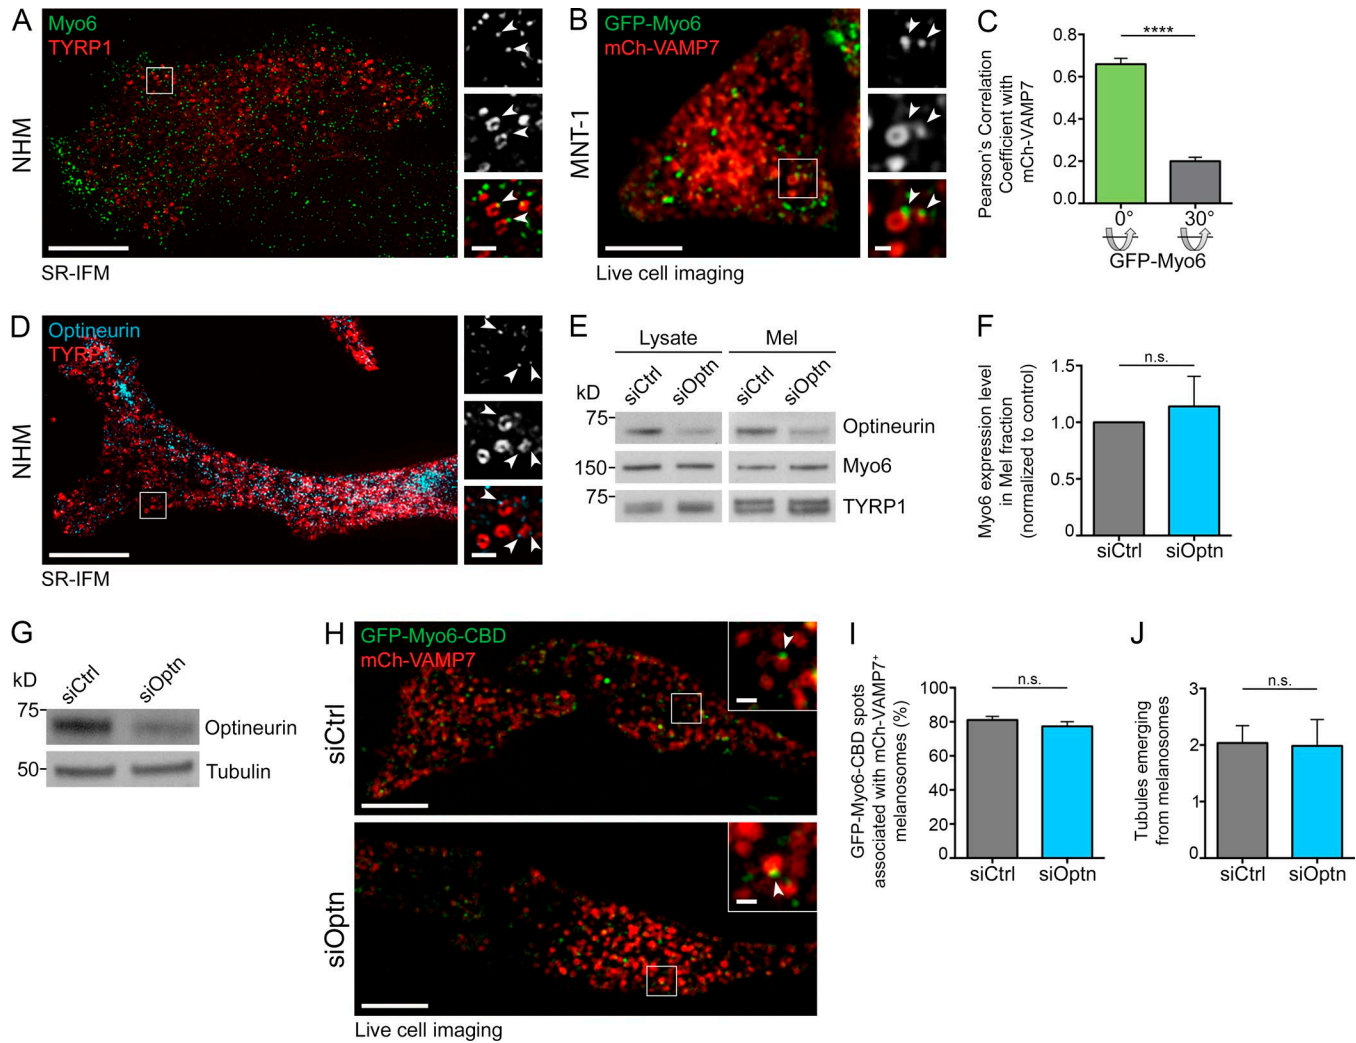 A
Myo6
TYRP1
NHM
SR-IFM
B
GFP-Myo6
mCh-VAMP7
MNT-1
Live cell imaging
C
Pearson's Correlation
Coefficient with
mCh-VAMP7
0.8
0.6
0.4
0.2
0.0
****
0°
30°
GFP-Myo6
D
Optineurin
TYRP1
NHM
SR-IFM
E
Lysate
Mel
kD
siCtrl
siOptn
siCtrl
siOptn
75
Optineurin
150
Myo6
75
TYRP1
F
Myo6 expression level
in Mel fraction
(normalized to control)
1.5
1.0
0.5
0
n.s.
siCtrl
siOptn
G
kD
siCtrl
siOptn
75
Optineurin
50
Tubulin
H
GFP-Myo6-CBD
mCh-VAMP7
siCtrl
siOptn
Live cell imaging
I
GFP-Myo6-CBD spots
associated with mCh-VAMP7+
melanosomes (%)
100
80
60
40
20
0
80
n.s.
siCtrl
siOptn
J
Tubules emerging
from melanosomes
3
2
1
0
n.s.
siCtrl
siOptn